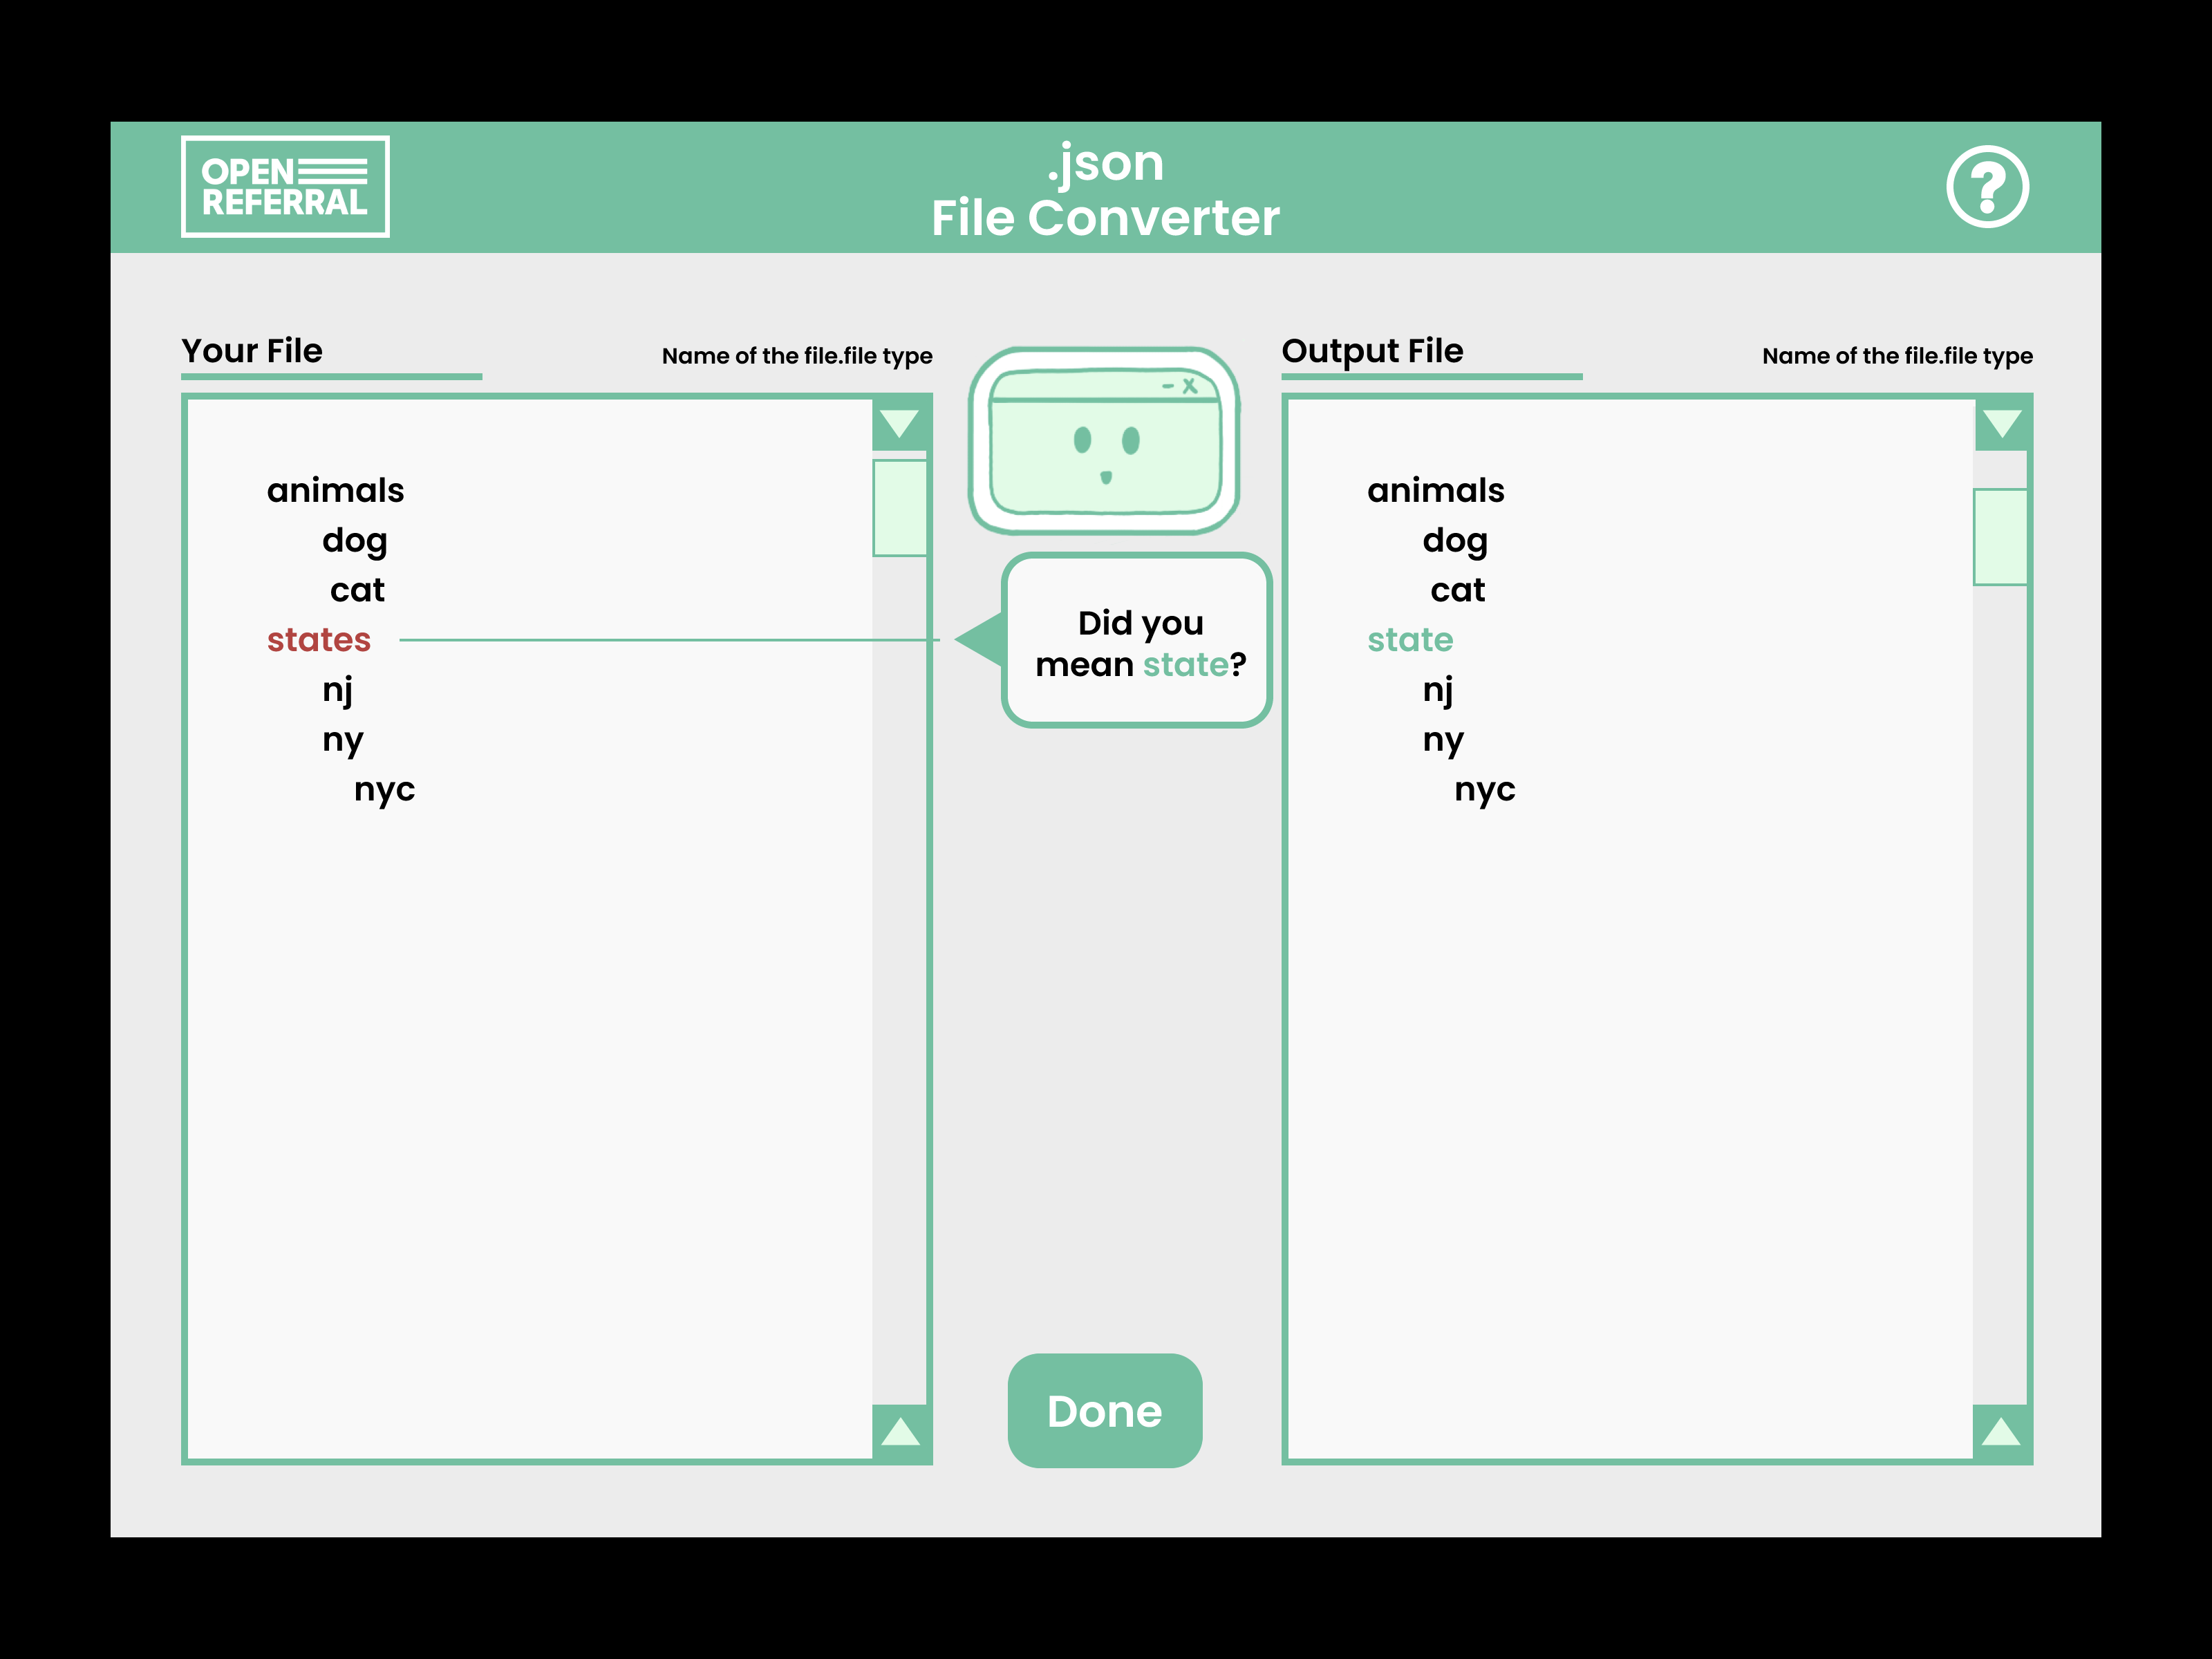 OPEN
REFERRAL
.json
File Converter
?
Your File
Name of the file.file type
animals
dog
cat
states
nj
ny
nyc
- x
Did you
mean state?
Done
Output File
Name of the file.file type
animals
dog
cat
state
nj
ny
nyc